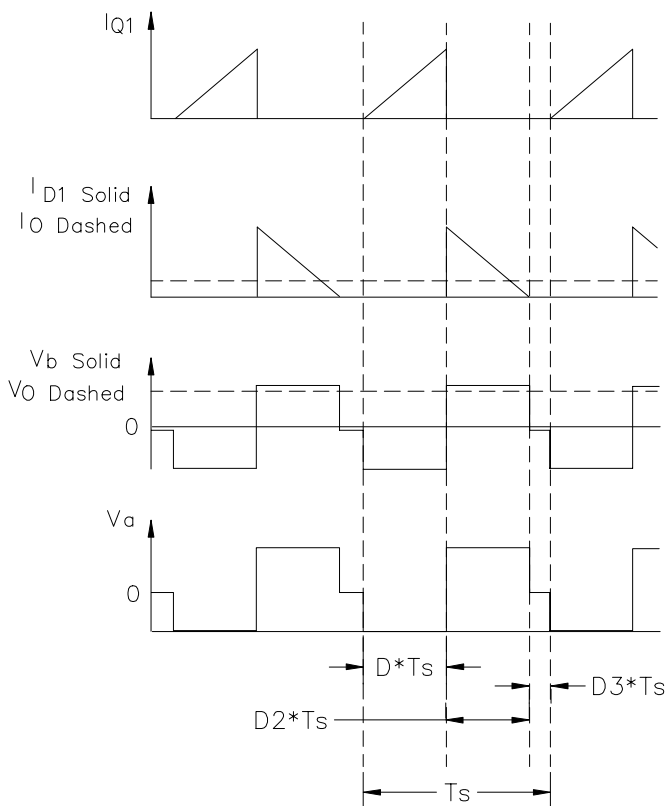 IQ1
ID1 Solid
IO Dashed
Vb Solid
VO Dashed
0
Va
0
D*Ts
D3*Ts
D2*Ts
Ts